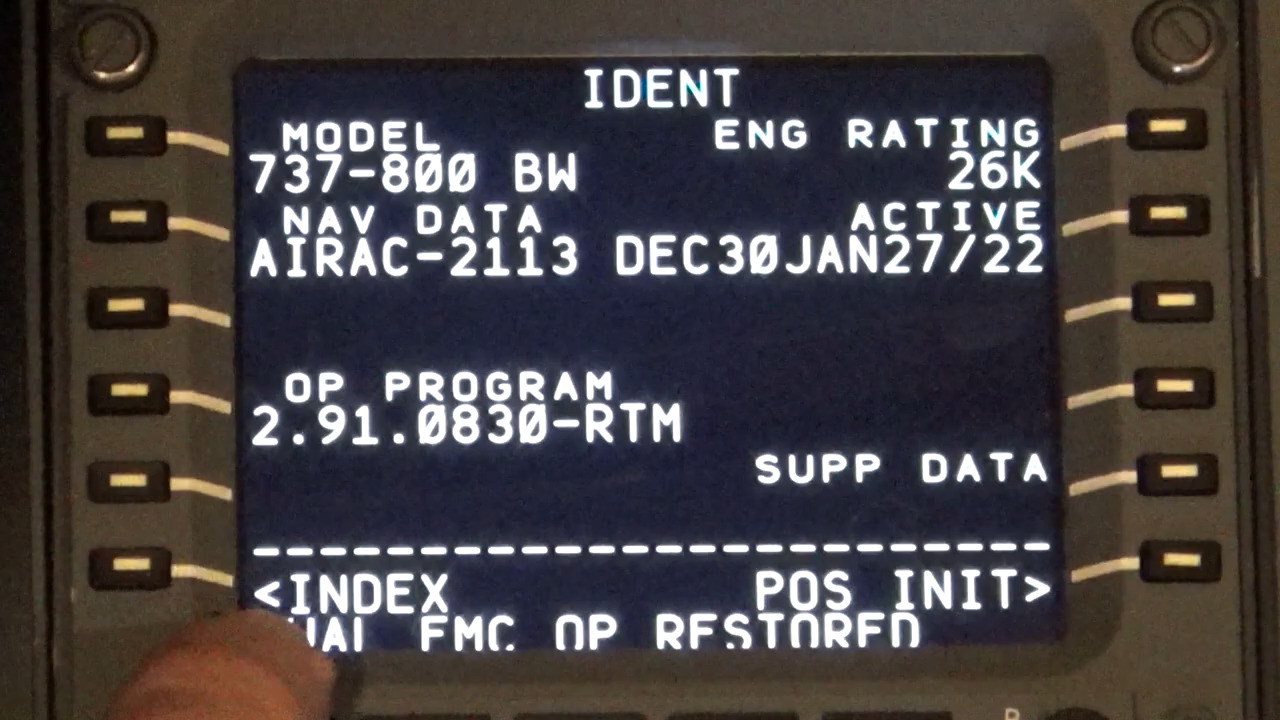 IDENT
MODEL ENG RATING
737-800 BW 26K
NAV DATA ACTIVE
AIRAC-2113 DEC30JAN27/22
OP PROGRAM
2.91.0830-RTM
SUPP DATA
------------------------
<INDEX POS INIT>
FMC OP RESTORED